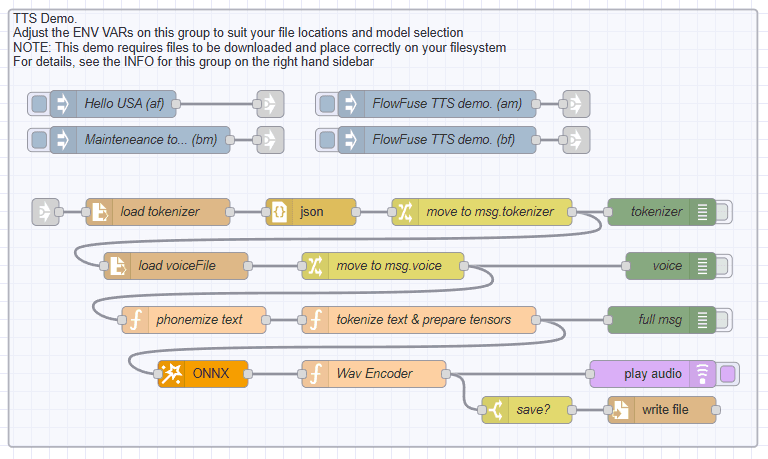 TTS Demo.
Adjust the ENV VARs on this group to suit your file locations and model selection
NOTE: This demo requires files to be downloaded and place correctly on your filesystem
For details, see the INFO for this group on the right hand sidebar
Hello USA (af)
FlowFuse TTS demo. (am)
Mainteneance to... (bm)
FlowFuse TTS demo. (bf)
load tokenizer
json
move to msg.tokenizer
tokenizer
load voiceFile
move to msg.voice
voice
phonemize text
tokenize text & prepare tensors
full msg
ONNX
Wav Encoder
play audio
save?
write file